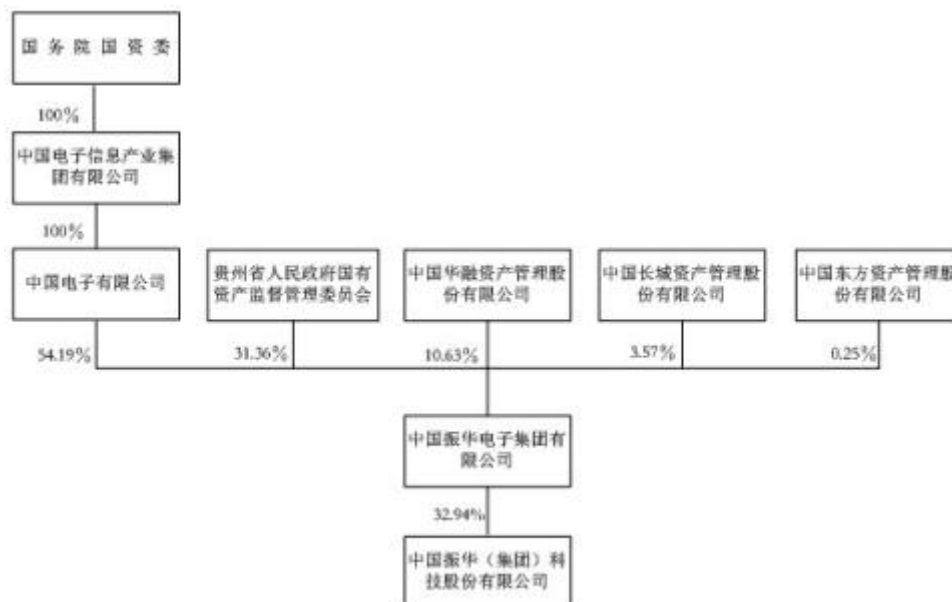 国务院国资委
100%
中国电子信息产业集
团有限公司
100%
中国电子有限公司
贵州省人民政府国有
资产监督管理委员会
中国华融资产管理股
份有限公司
中国长城资产管理股
份有限公司
中国东方资产管理股
份有限公司
54.19%
31.36%
10.63%
3.57%
0.25%
中国振华电子集团有
限公司
32.94%
中国振华（集团）科
技股份有限公司